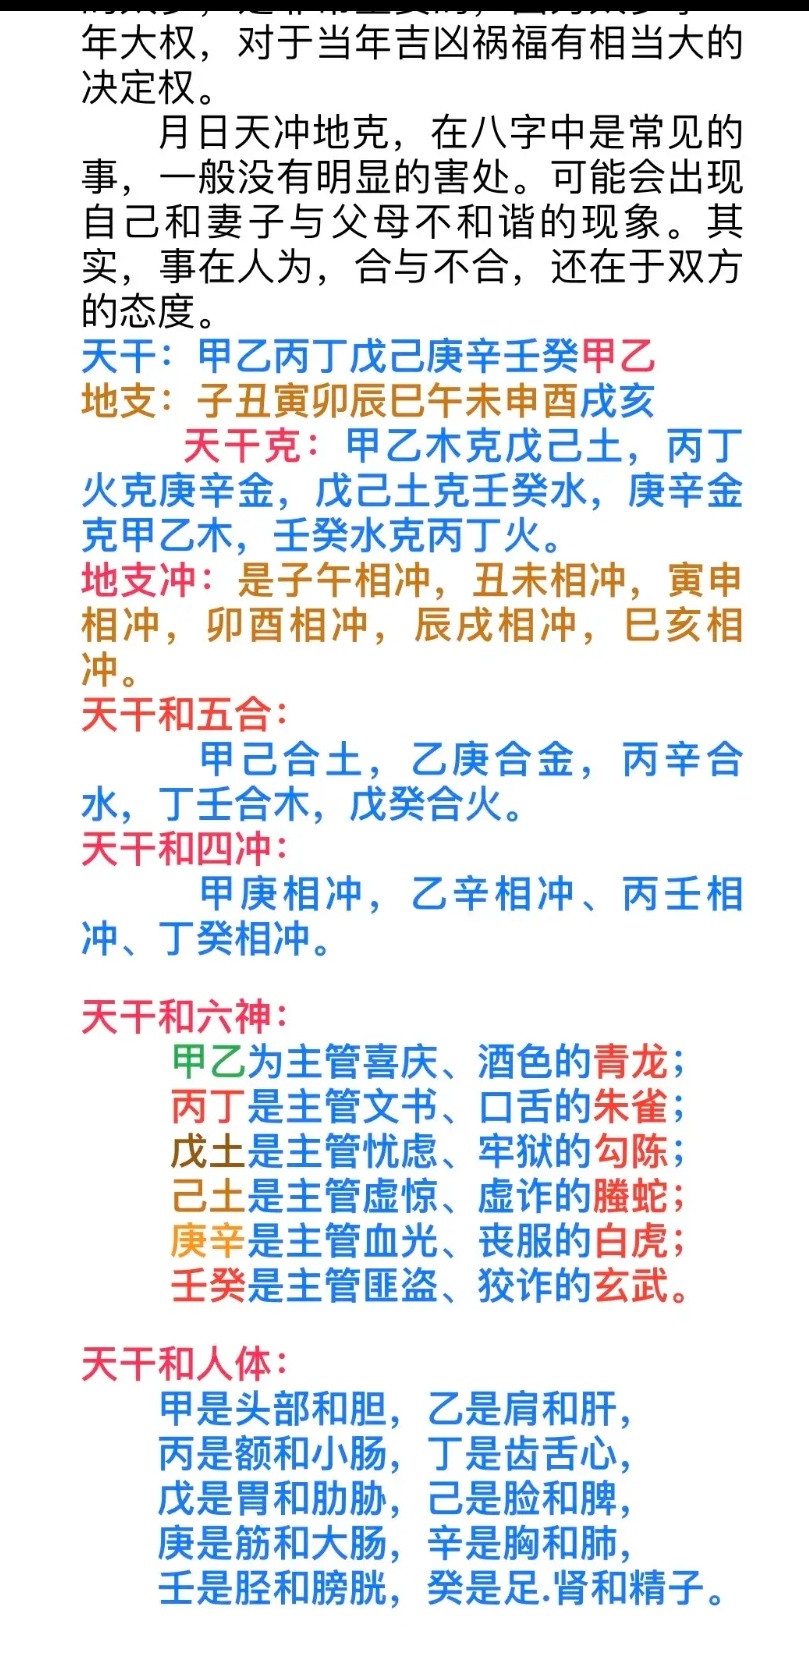 年大权，对于当年吉凶祸福有相当大的
决定权。
月日天冲地克，在八字中是常见的
事，一般没有明显的害处。可能会出现
自己和妻子与父母不和谐的现象。其
实，事在人为，合与不合，还在于双方
的态度。
天干：甲乙丙丁戊己庚辛壬癸甲乙
地支：子丑寅卯辰巳午未申酉戌亥
天干克：甲乙木克戊己土，丙丁
火克庚辛金，戊己土克壬癸水，庚辛金
克甲乙木，壬癸水克丙丁火。
地支冲：是子午相冲，丑未相冲，寅申
相冲，卯酉相冲，辰戌相冲，巳亥相
冲。
天干和五合：
甲己合土，乙庚合金，丙辛合
水，丁壬合木，戊癸合火。
天干和四冲：
甲庚相冲，乙辛相冲、丙壬相
冲、丁癸相冲。
天干和六神：
甲乙为主管喜庆、酒色的青龙；
丙丁是主管文书、口舌的朱雀；
戊土是主管忧虑、牢狱的勾陈；
己土是主管虚惊、虚诈的螣蛇；
庚辛是主管血光、丧服的白虎；
壬癸是主管匪盗、狡诈的玄武。
天干和人体：
甲是头部和胆，乙是肩和肝，
丙是额和小肠，丁是齿舌心，
戊是胃和肋胁，己是脸和脾，
庚是筋和大肠，辛是胸和肺，
壬是胫和膀胱，癸是足.肾和精子。